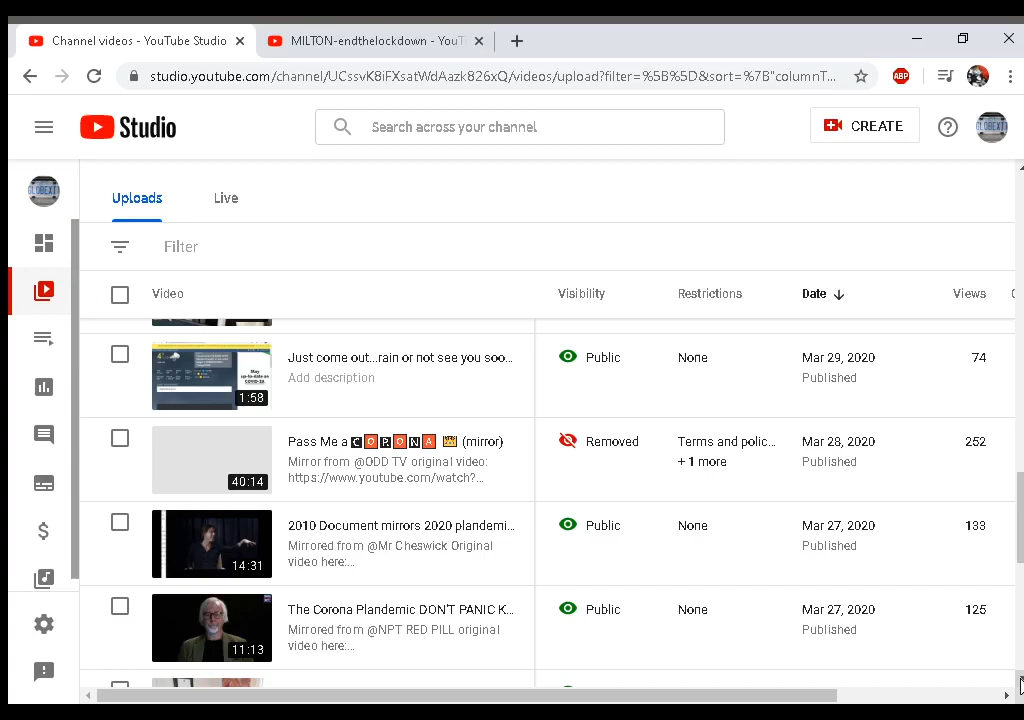 Channel videos - YouTube Studio
MILTON-endthelockdown - YouT
studio.youtube.com/channel/UCssvK8iFXsatWdAazk826xQ/videos/upload?filter=%5B%5D&sort=%7B"columnT...
ABP
Studio
Search across your channel
CREATE
GLOBEXIT
GLOBEXIT
Uploads
Live
Filter
Video
Visibility
Restrictions
Date
Views
Just come out...rain or not see you soo...
Add description
1:58
Public
None
Mar 29, 2020
Published
74
Pass Me a 🅲🅾🆁🅾🅽🅰 (mirror)
Mirror from @ODD TV original video:
https://www.youtube.com/watch?...
40:14
Removed
Terms and polic...
+ 1 more
Mar 28, 2020
Published
252
2010 Document mirrors 2020 plandemi...
Mirrored from @Mr Cheswick Original
video here:...
14:31
Public
None
Mar 27, 2020
Published
133
The Corona Plandemic DON'T PANIC K...
Mirrored from @NPT RED PILL original
video here:...
11:13
Public
None
Mar 27, 2020
Published
125